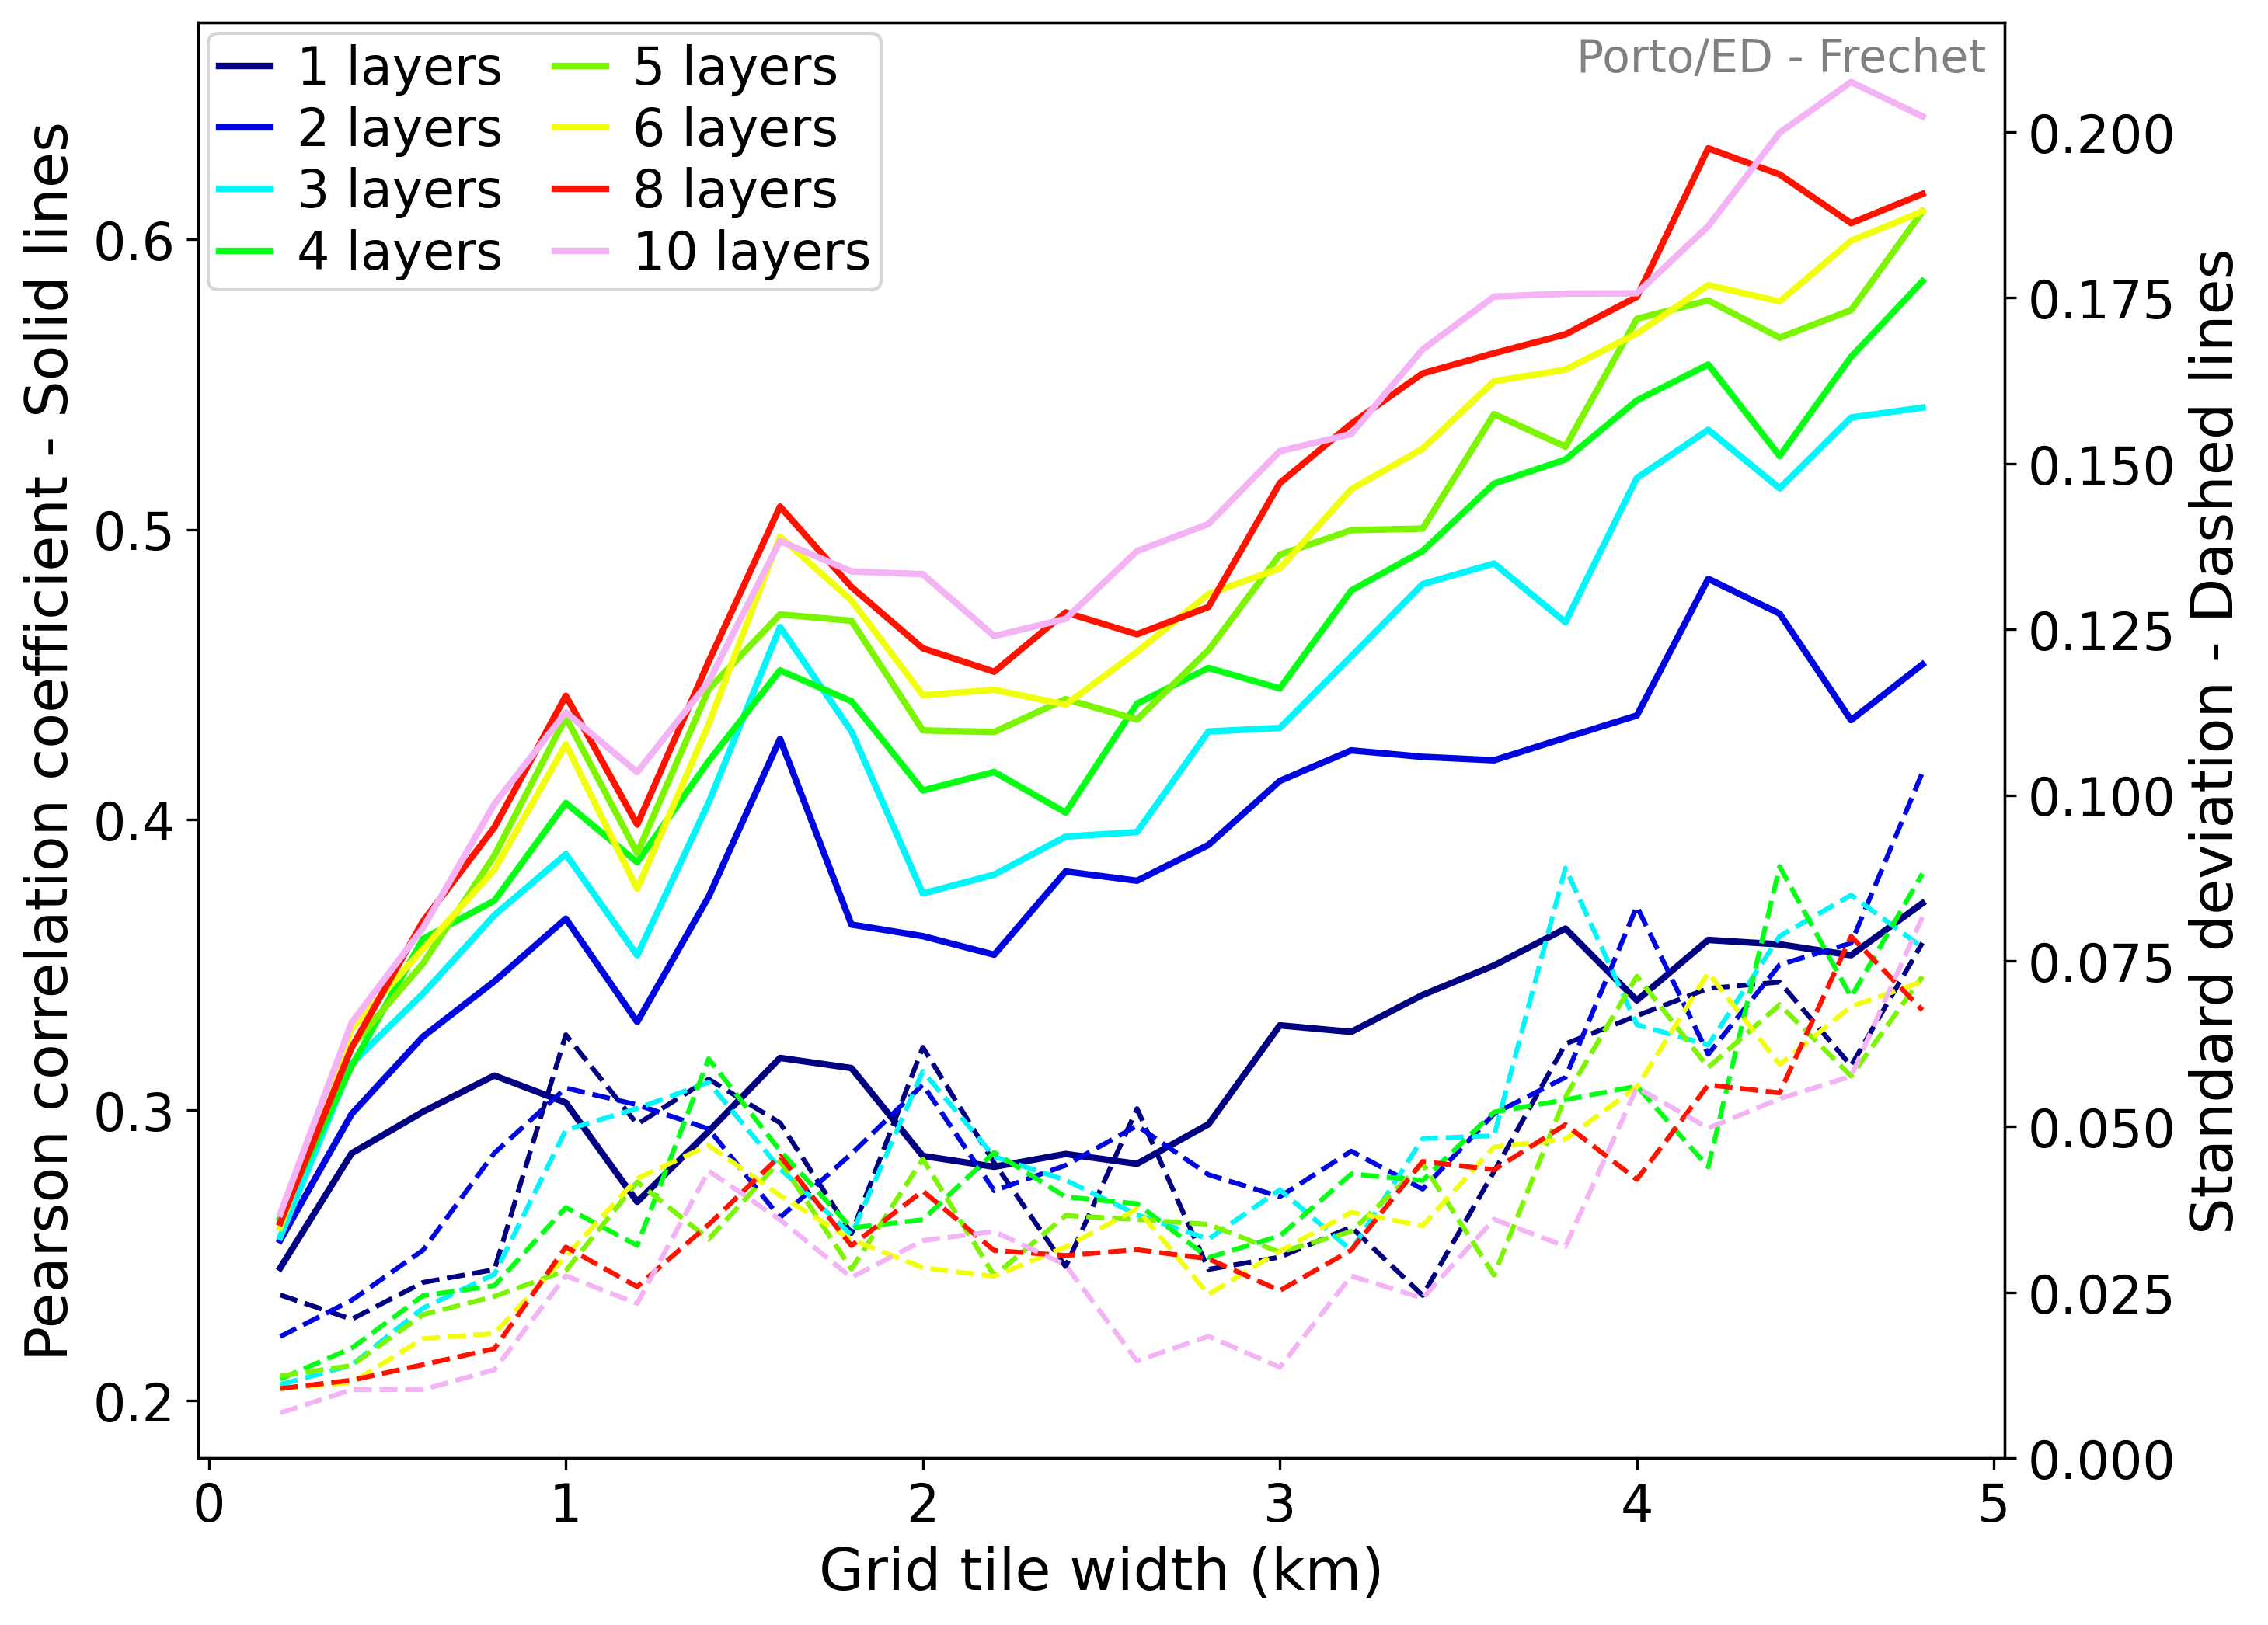 Porto/ED - Frechet
1 layers
2 layers
3 layers
4 layers
5 layers
6 layers
8 layers
10 layers
Pearson correlation coefficient - Solid lines
0.6
0.5
0.4
0.3
0.2
0.200
0.175
0.150
0.125
0.100
0.075
0.050
0.025
0.000
Standard deviation - Dashed lines
0 1 2 3 4 5
Grid tile width (km)